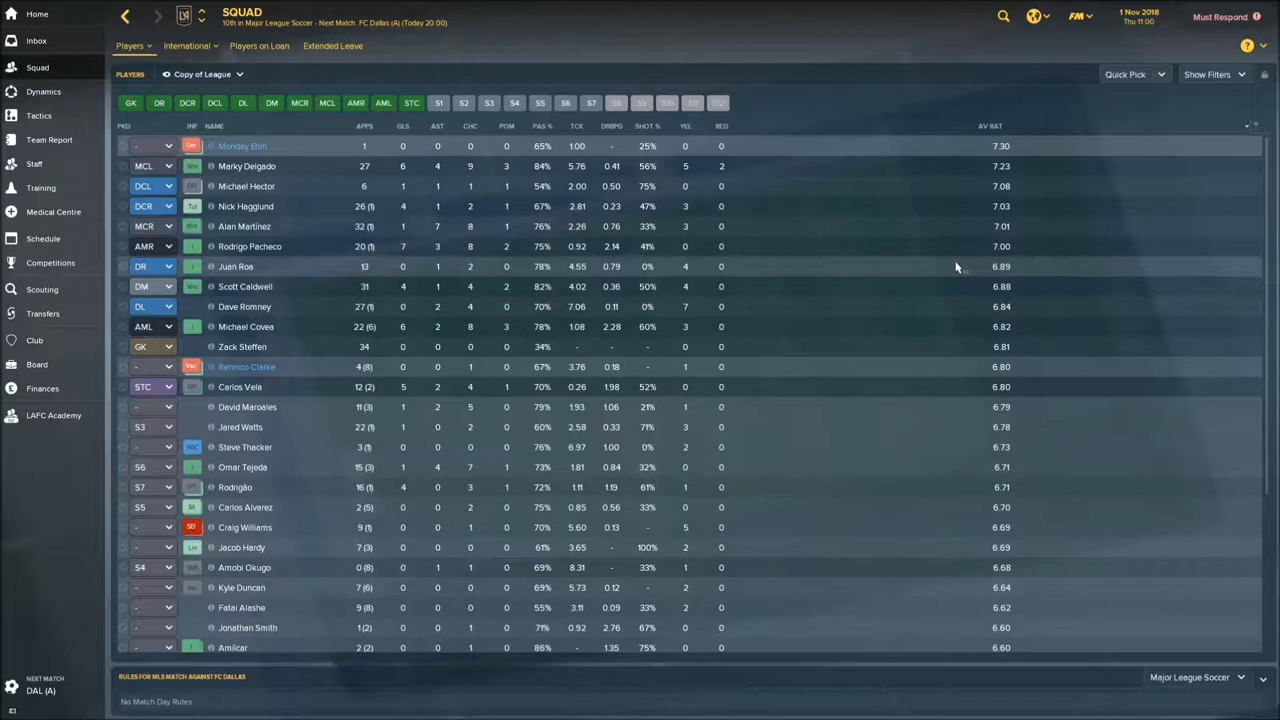 Home
SQUAD
10th in Major League Soccer - Next Match: FC Dallas (A) (Today 20:00)
FM
1 Nov 2018
Thu 11:00
Must Respond
Inbox
Squad
Dynamics
Tactics
Team Report
Staff
Training
Medical Centre
Schedule
Competitions
Scouting
Transfers
Club
Board
Finances
LAFC Academy
NEXT MATCH
DAL (A)
Players International Players on Loan Extended Leave
PLAYERS Copy of League Quick Pick Show Filters
GK DR DCR DCL DL DM MCR MCL AMR AML STC S1 S2 S3 S4 S5 S6 S7 S8 S9 S10 S11 S12
PKD INF NAME APPS GLS AST CHC POM PAS % TCK DRBPG SHOT % YEL RED AV RAT
- Unr Monday Etim 1 0 0 0 0 65% 1.00 - 25% 0 0 7.30
MCL Wnt Marky Delgado 27 6 4 9 3 84% 5.76 0.41 56% 5 2 7.23
DCL Michael Hector 6 1 1 1 1 54% 2.00 0.50 75% 0 0 7.08
DCR Tut Nick Hagglund 26 (1) 4 1 2 1 67% 2.81 0.23 47% 3 0 7.03
MCR Wnt Alan Martínez 32 (1) 1 7 8 1 76% 2.26 0.76 33% 3 0 7.01
AMR I Rodrigo Pacheco 20 (1) 7 3 8 2 75% 0.92 2.14 41% 0 0 7.00
DR I Juan Roa 13 0 1 2 0 78% 4.55 0.79 0% 4 0 6.89
DM Wnt Scott Caldwell 31 4 1 4 2 82% 4.02 0.36 50% 4 0 6.88
DL Dave Romney 27 (1) 0 2 4 0 70% 7.06 0.11 0% 7 0 6.84
AML I Michael Covea 22 (6) 6 2 8 3 78% 1.08 2.28 60% 3 0 6.82
GK Zack Steffen 34 0 0 0 0 34% - - - 0 0 6.81
- Vac Rennico Clarke 4 (8) 0 0 1 0 67% 3.76 0.18 - 1 0 6.80
STC Carlos Vela 12 (2) 5 2 4 1 70% 0.26 1.98 52% 0 0 6.80
- David Maroales 11 (3) 1 2 5 0 79% 1.93 1.06 21% 1 0 6.79
S3 Jared Watts 22 (1) 1 0 2 0 60% 2.58 0.33 71% 3 0 6.78
- HGC Steve Thacker 3 (1) 0 0 0 0 76% 6.97 1.00 0% 2 0 6.73
S6 I Omar Tejeda 15 (3) 1 4 7 1 73% 1.81 0.84 32% 0 0 6.71
S7 Rodrigão 16 (1) 4 0 3 1 72% 1.11 1.19 61% 1 0 6.71
S5 Carlos Alvarez 2 (5) 0 0 2 0 75% 0.85 0.56 33% 0 0 6.70
- Craig Williams 9 (1) 0 0 1 0 70% 5.60 0.13 - 5 0 6.69
- Jacob Hardy 7 (3) 0 0 0 0 61% 3.65 - 100% 2 0 6.69
S4 Amobi Okugo 0 (8) 0 1 1 0 69% 8.31 - 33% 1 0 6.68
- Kyle Duncan 7 (6) 0 0 0 0 69% 5.73 0.12 - 2 0 6.64
- Fatai Alashe 9 (8) 0 0 0 0 55% 3.11 0.09 33% 2 0 6.62
- Jonathan Smith 1 (2) 0 0 1 0 71% 0.92 2.76 67% 0 0 6.60
- I Amílcar 2 (2) 0 0 1 0 86% - 1.35 75% 0 0 6.60
RULES FOR MLS MATCH AGAINST FC DALLAS Major League Soccer
No Match Day Rules